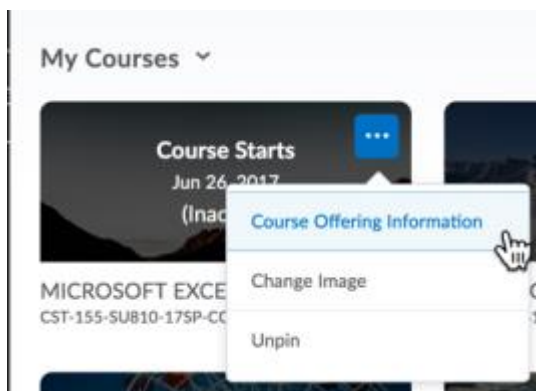 My Courses
Course Starts
Jun 26, 2017
(Inac
Course Offering Information
MICROSOFT EXCE
Change Image
CST-155-SU810-17SP-CC
Unpin